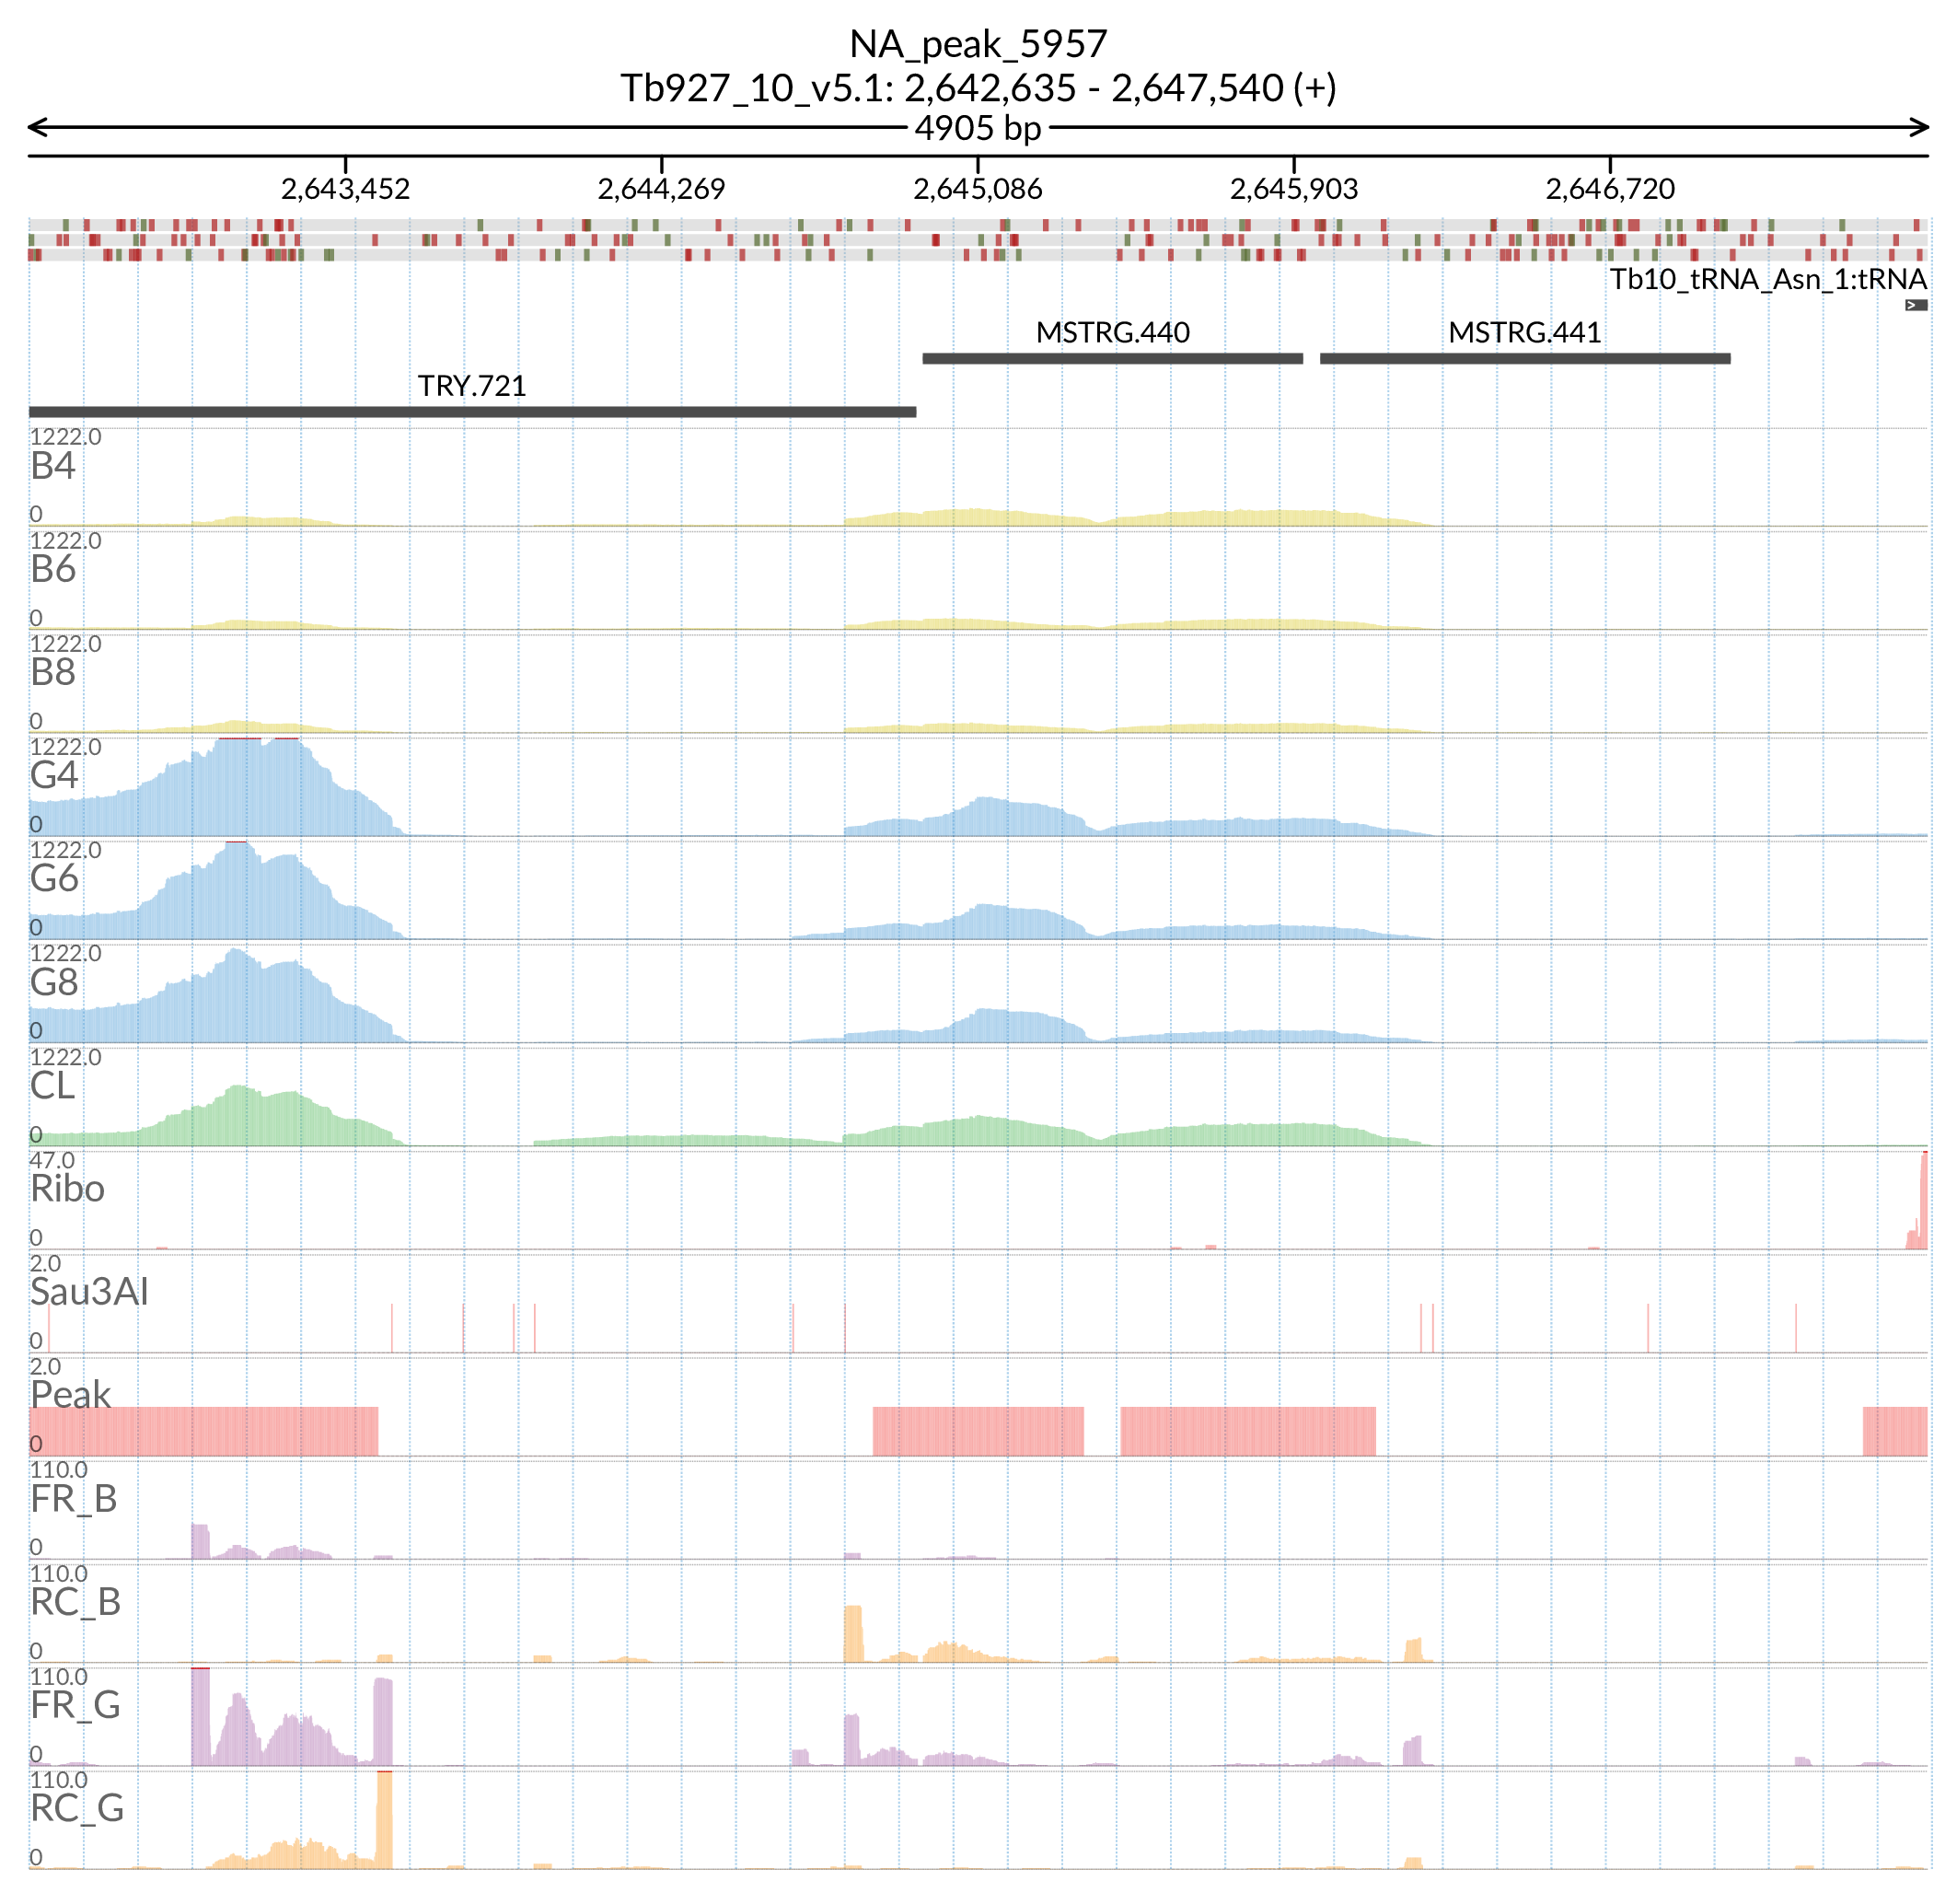 NA_peak_5957
Tb927_10_v5.1: 2,642,635 - 2,647,540 (+)
4905 bp
2,643,452 2,644,269 2,645,086 2,645,903 2,646,720
Tb10_tRNA_Asn_1:tRNA
>
MSTRG.440 MSTRG.441
TRY.721
1222.0
B4
0
1222.0
B6
0
1222.0
B8
0
1222.0
G4
0
1222.0
G6
0
1222.0
G8
0
1222.0
CL
0
47.0
Ribo
0
2.0
Sau3AI
0
2.0
Peak
0
110.0
FR_B
0
110.0
RC_B
0
110.0
FR_G
0
110.0
RC_G
0